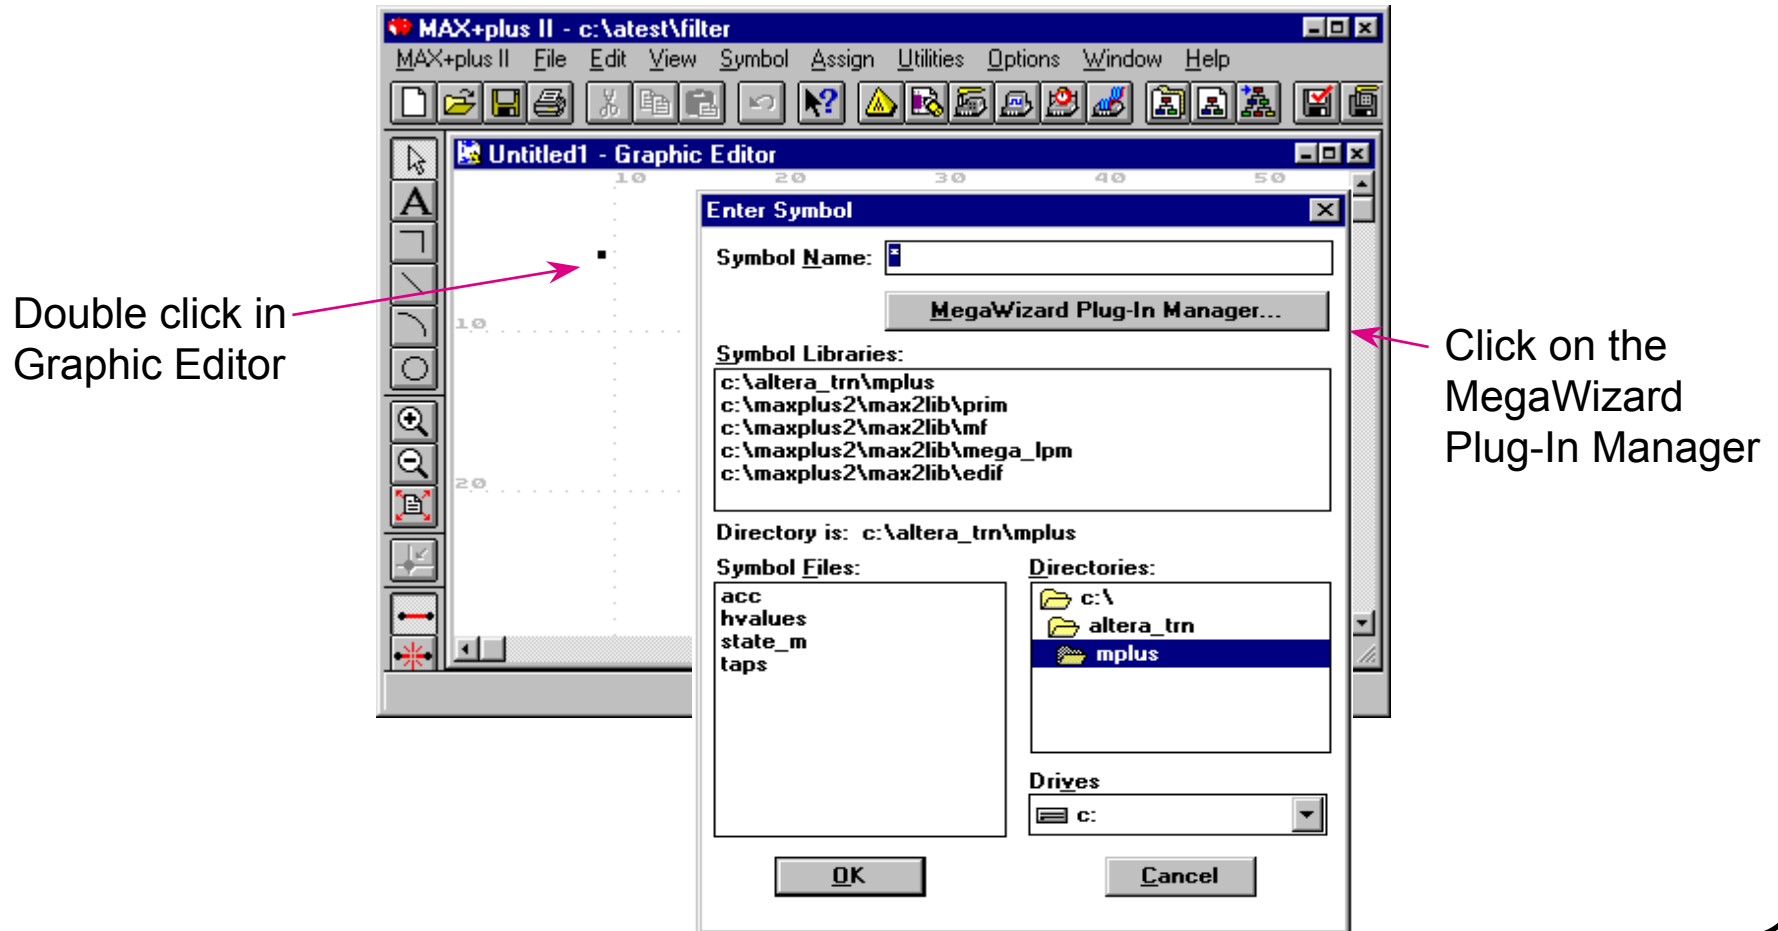 MAX+plus II - c:\atest\filter
MAX+plus II File Edit View Symbol Assign Utilities Options Window Help
Untitled1 - Graphic Editor
10 20 30 40 50
10
20
Double click in
Graphic Editor
Enter Symbol
Symbol Name: *
MegaWizard Plug-In Manager...
Symbol Libraries:
c:\altera_trn\mplus
c:\maxplus2\max2lib\prim
c:\maxplus2\max2lib\mf
c:\maxplus2\max2lib\mega_lpm
c:\maxplus2\max2lib\edif
Directory is: c:\altera_trn\mplus
Symbol Files:
acc
hvalues
state_m
taps
Directories:
c:\
altera_trn
mplus
Drives
c:
OK
Cancel
Click on the
MegaWizard
Plug-In Manager